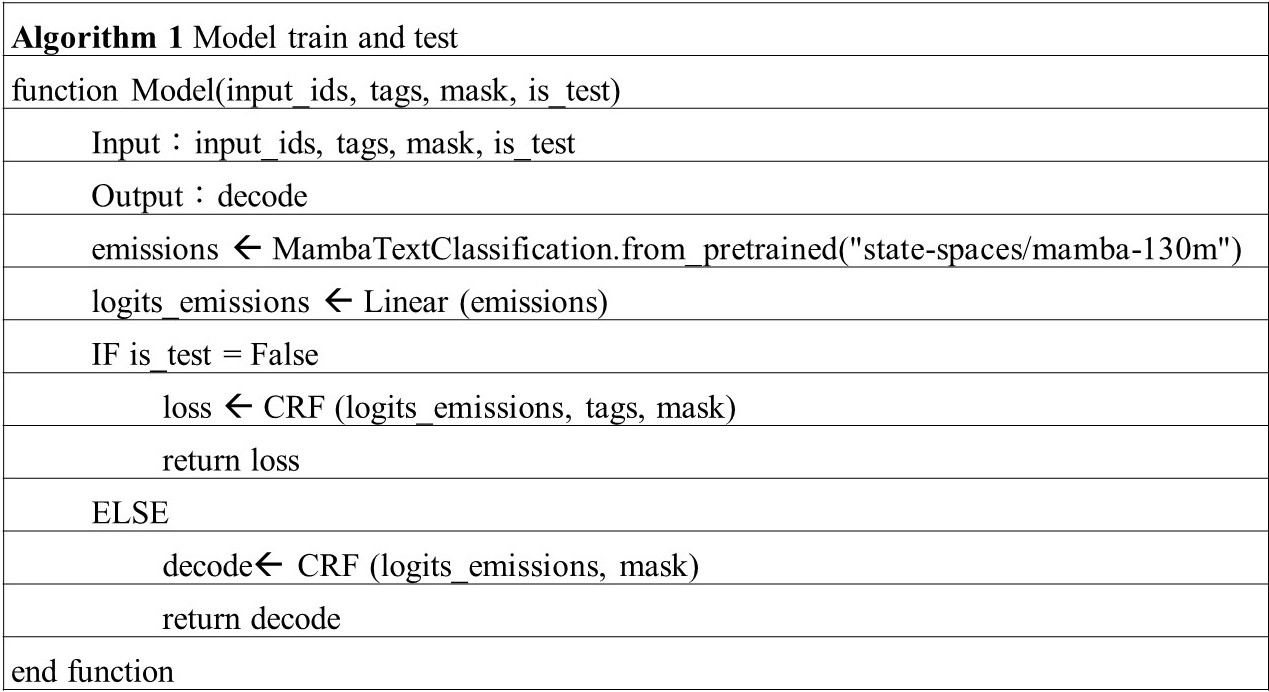 Algorithm 1 Model train and test
function Model(input_ids, tags, mask, is_test)
Input：input_ids, tags, mask, is_test
Output：decode
emissions ← MambaTextClassification.from_pretrained("state-spaces/mamba-130m")
logits_emissions ← Linear (emissions)
IF is_test = False
loss ← CRF (logits_emissions, tags, mask)
return loss
ELSE
decode← CRF (logits_emissions, mask)
return decode
end function